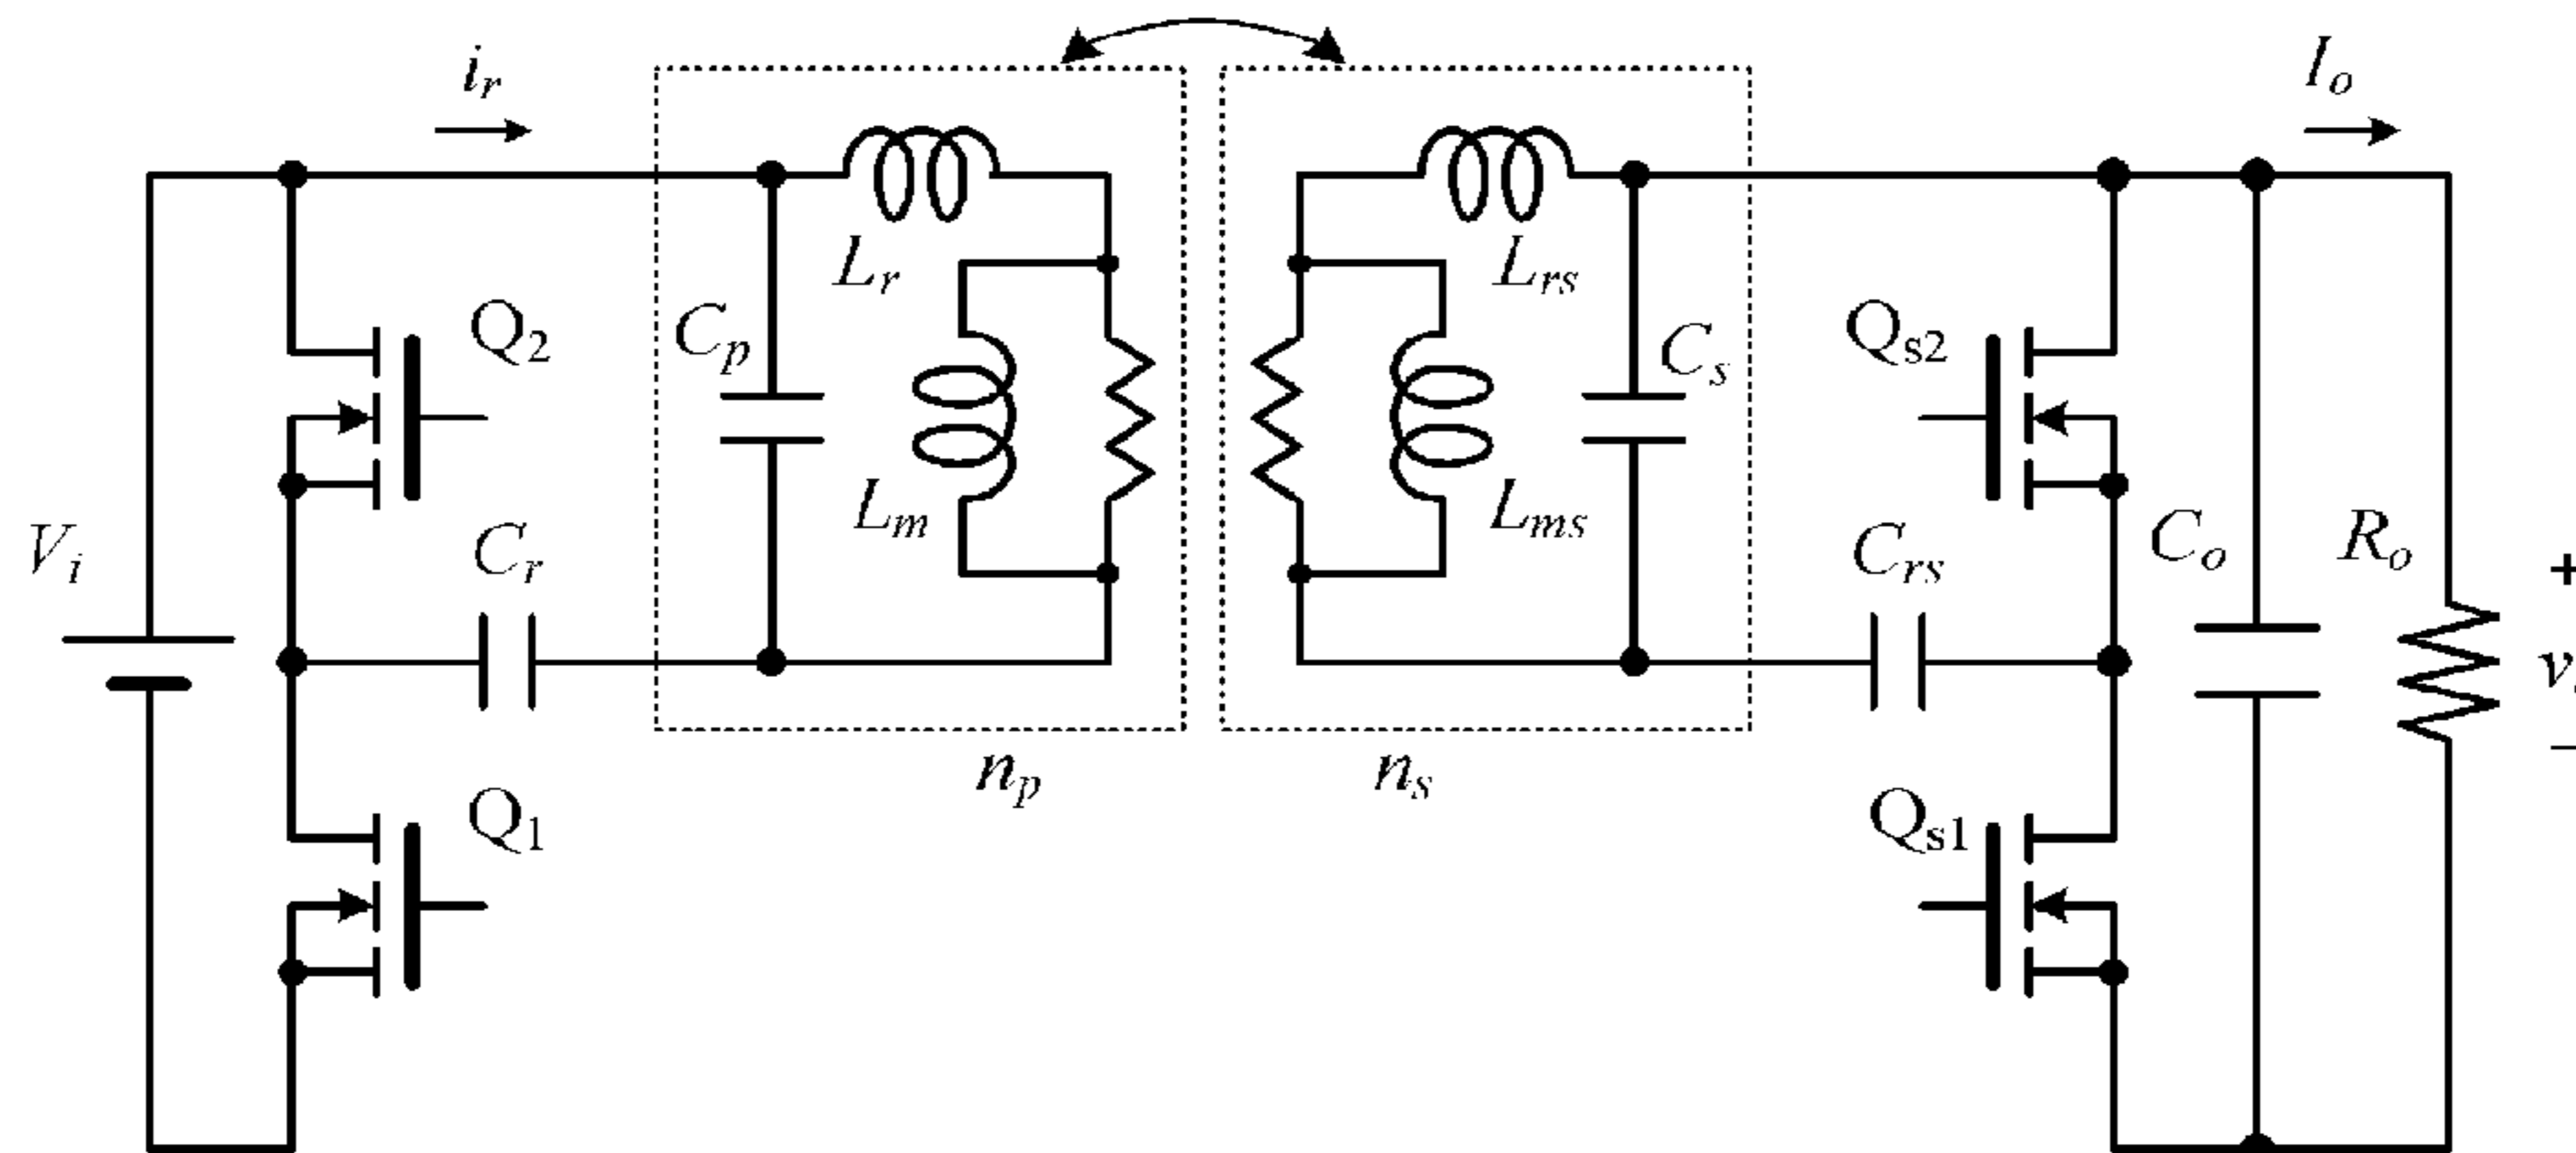 i_r
I_o
L_r
L_rs
Q_2
C_p
C_s
Q_s2
L_m
L_ms
V_i
C_r
C_rs
C_o
R_o
+
v
−
n_p
n_s
Q_1
Q_s1